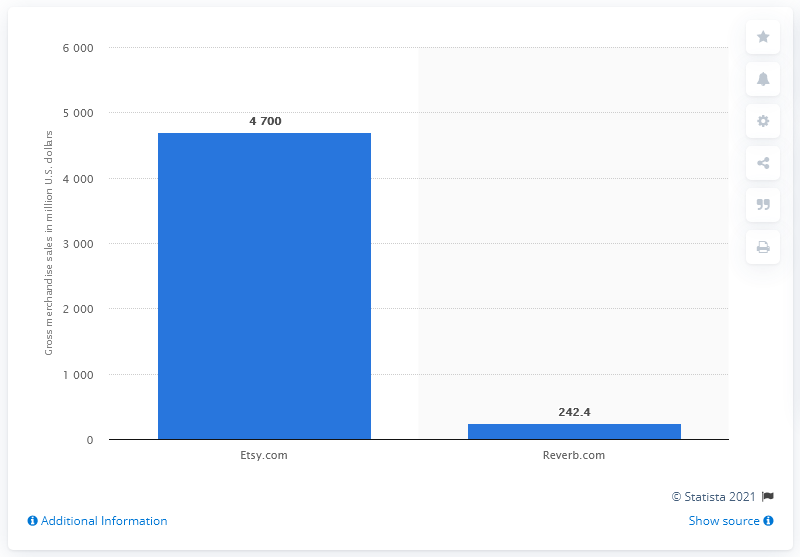 6 000
5 000
4 000
3 000
2 000
1 000
0
Gross merchandise sales in million U.S. dollars
4 700
242.4
Etsy.com
Reverb.com
© Statista 2021
Additional Information
Show source